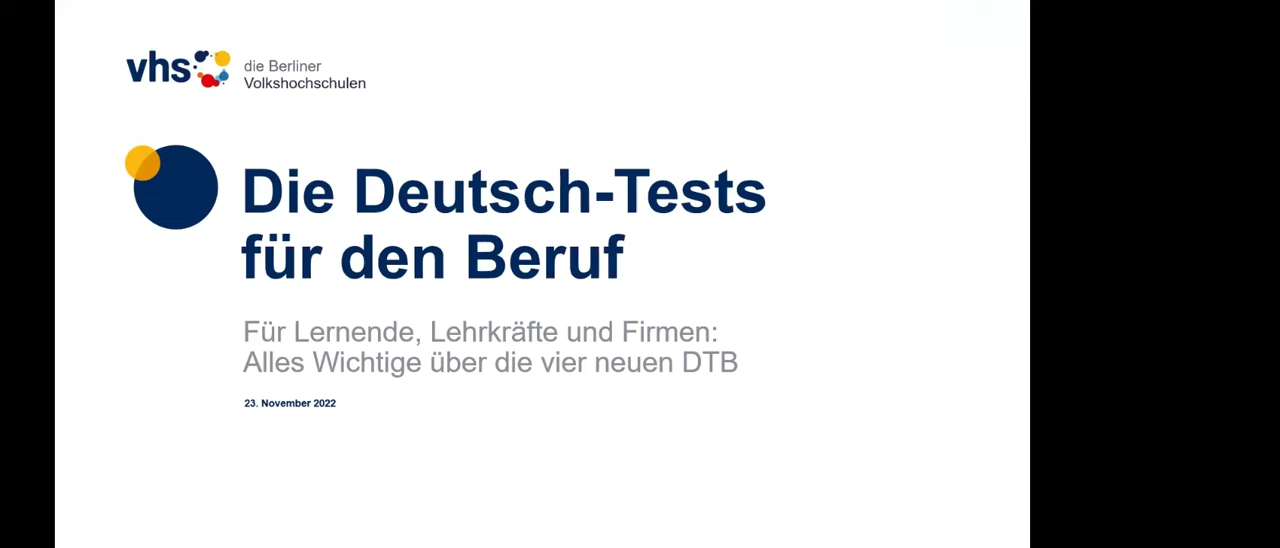 vhs
die Berliner
Volkshochschulen
Die Deutsch-Tests
für den Beruf
Für Lernende, Lehrkräfte und Firmen:
Alles Wichtige über die vier neuen DTB
23. November 2022